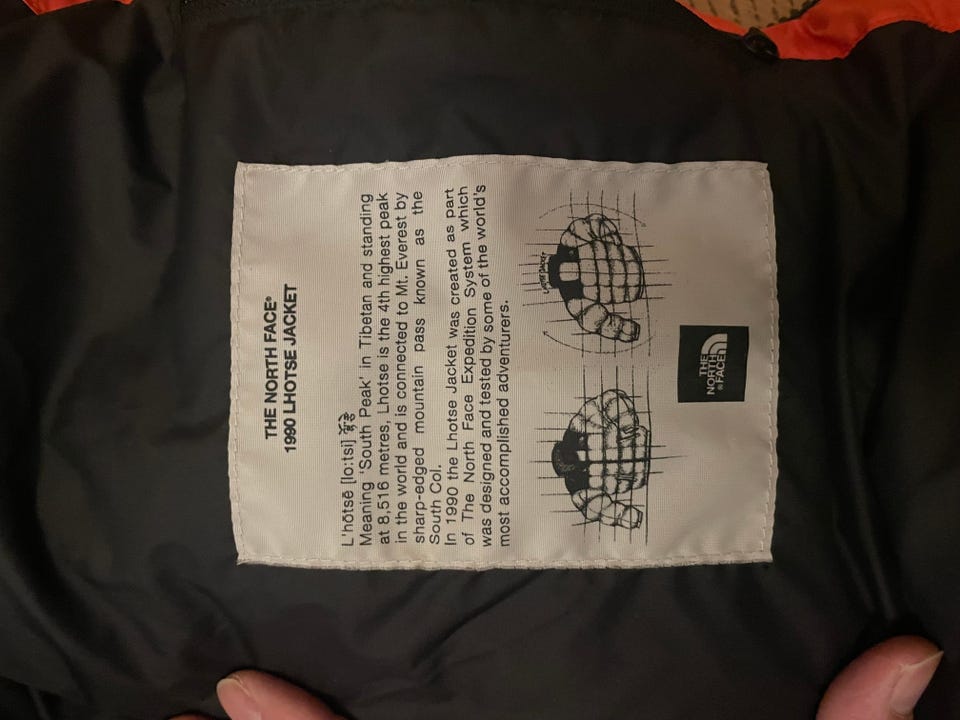 THE NORTH FACE®
1990 LHOTSE JACKET
L'hōtsē [lo:tsi]
Meaning 'South Peak' in Tibetan and standing
at 8,516 metres, Lhotse is the 4th highest peak
in the world and is connected to Mt. Everest by
sharp-edged mountain pass known as the
South Col.
In 1990 the Lhotse Jacket was created as part
of The North Face Expedition System which
was designed and tested by some of the world's
most accomplished adventurers.
LHOTSE JACKET
THE
NORTH
FACE®